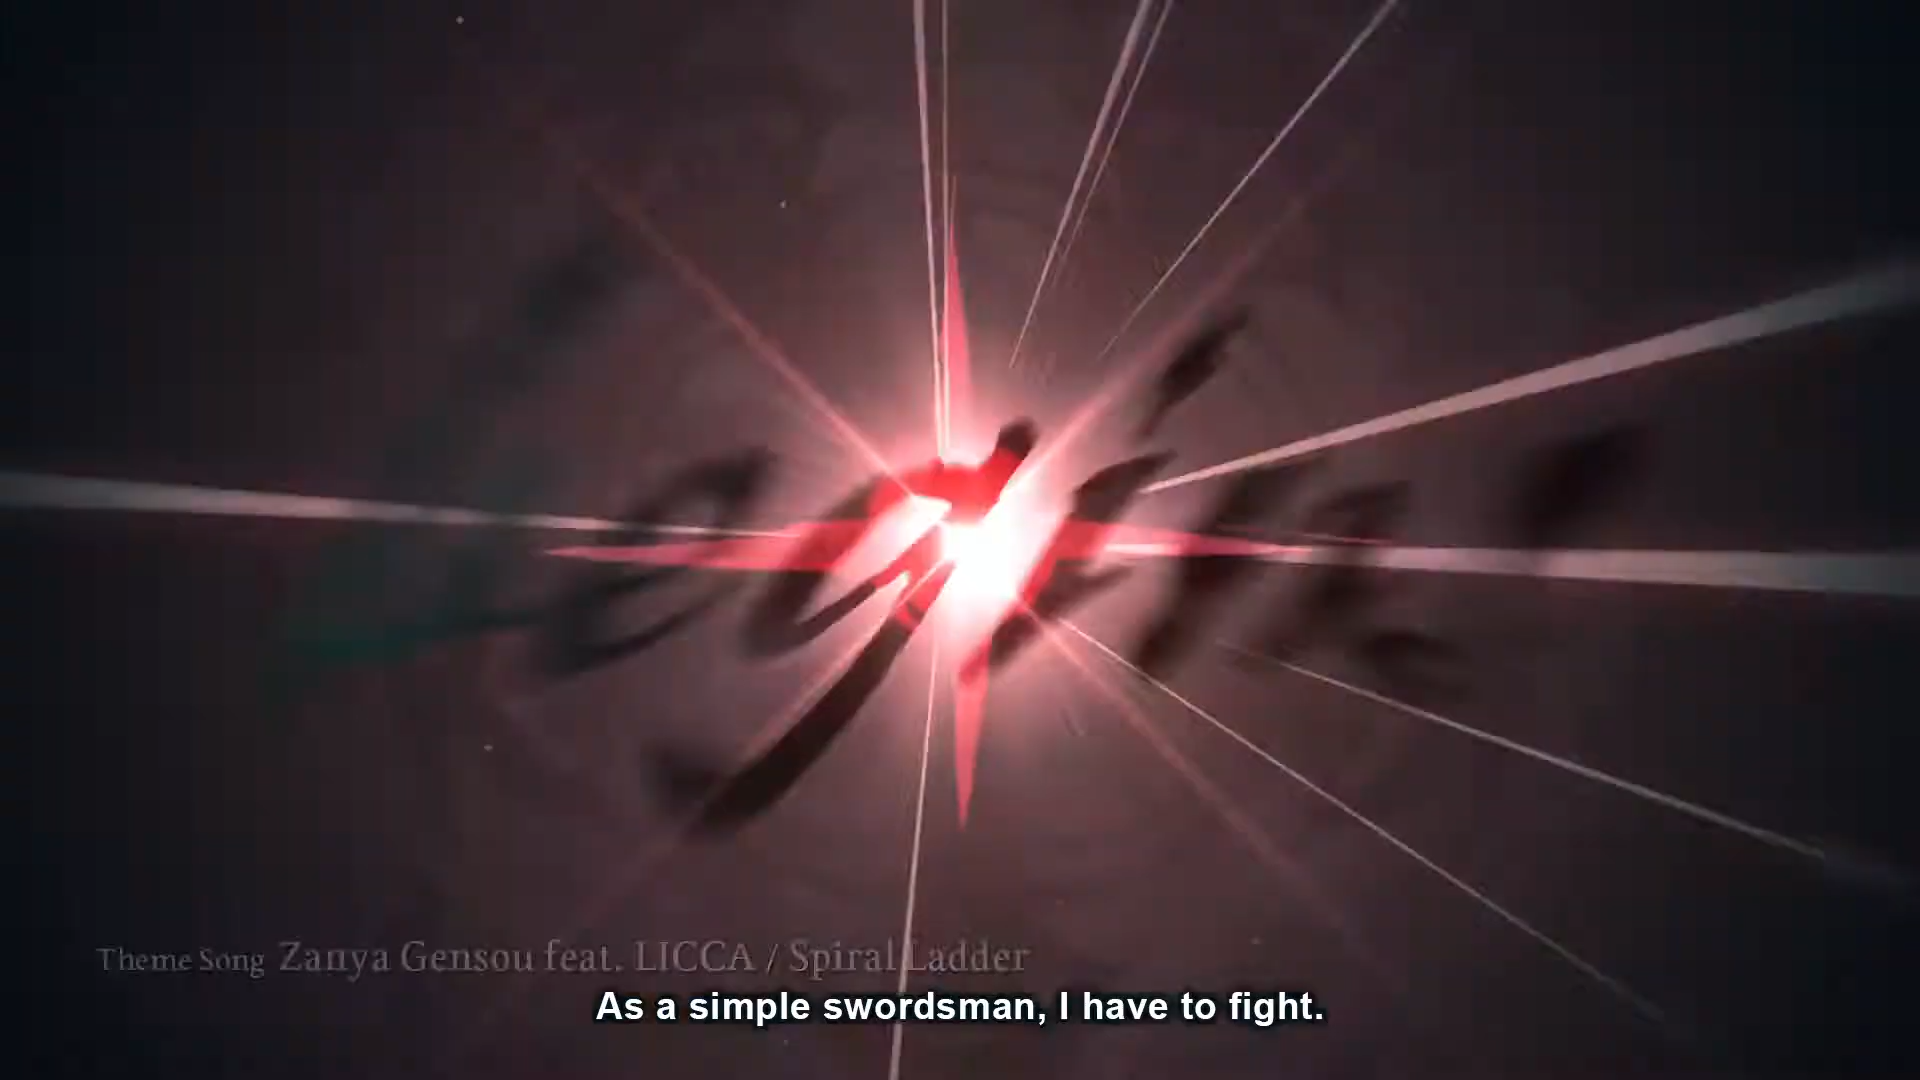 Theme Song Zanya Gensou feat. LICCA / Spiral Ladder
As a simple swordsman, I have to fight.